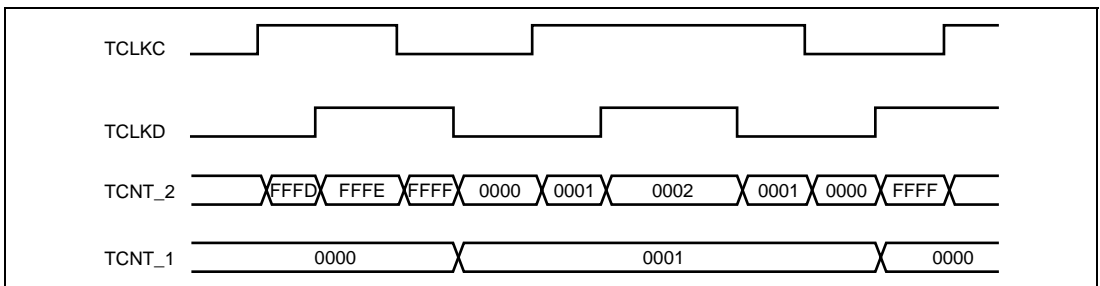 TCLKC
TCLKD
TCNT_2 FFFD FFFE FFFF 0000 0001 0002 0001 0000 FFFF
TCNT_1 0000 0001 0000